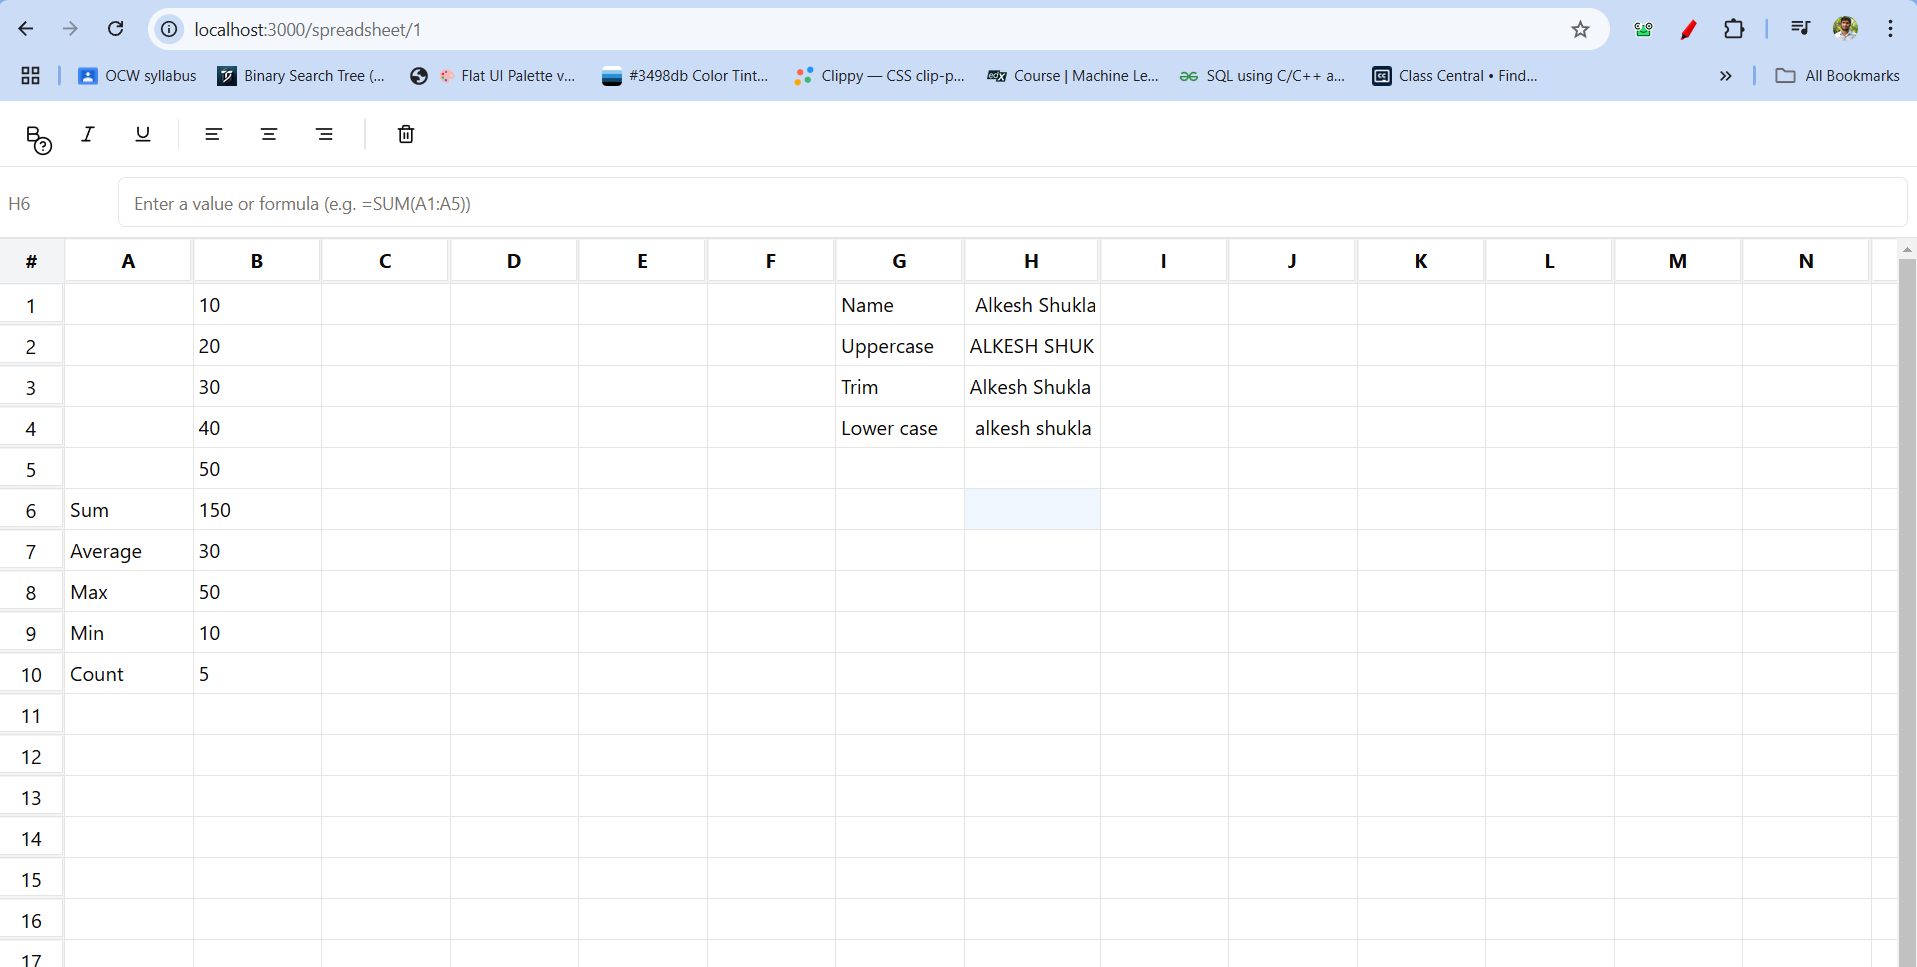 localhost:3000/spreadsheet/1
OCW syllabus Binary Search Tree (... Flat UI Palette v... #3498db Color Tint... Clippy — CSS clip-p... edX Course | Machine Le... SQL using C/C++ a... Class Central • Find... » All Bookmarks
B I U
H6 Enter a value or formula (e.g. =SUM(A1:A5))
# A B C D E F G H I J K L M N
1 10 Name Alkesh Shukla
2 20 Uppercase ALKESH SHUK
3 30 Trim Alkesh Shukla
4 40 Lower case alkesh shukla
5 50
6 Sum 150
7 Average 30
8 Max 50
9 Min 10
10 Count 5
11
12
13
14
15
16
17